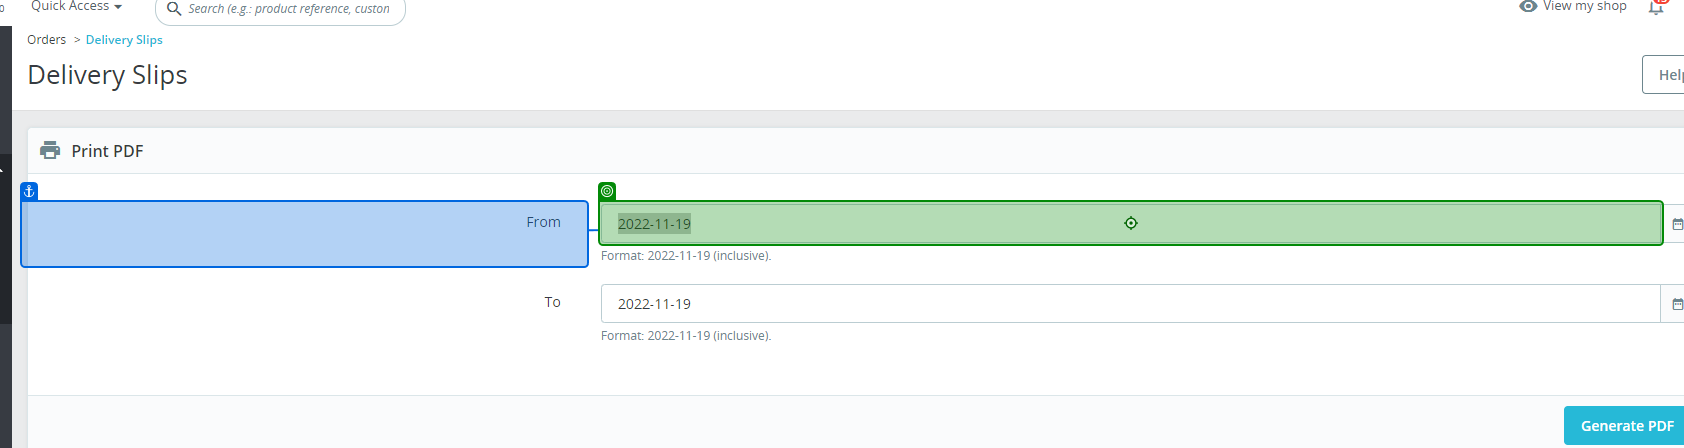 Quick Access
Search (e.g.: product reference, custon
View my shop
Orders > Delivery Slips
Delivery Slips
Help
Print PDF
From
2022-11-19
Format: 2022-11-19 (inclusive).
To
2022-11-19
Format: 2022-11-19 (inclusive).
Generate PDF